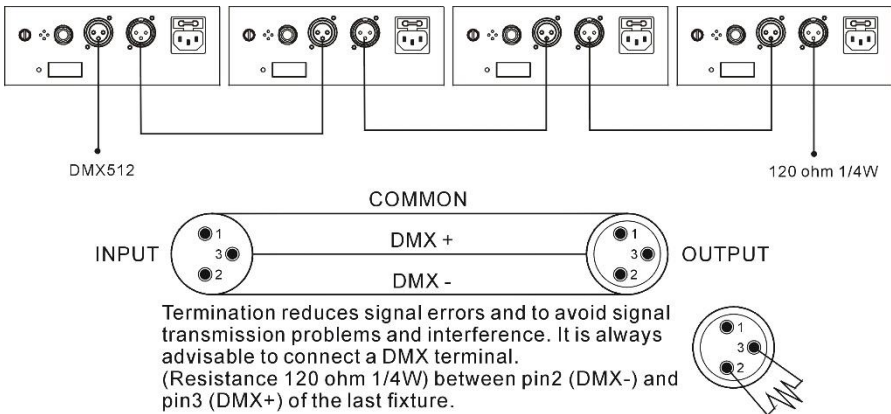 DMX512
120 ohm 1/4W
COMMON
INPUT
1
3
2
DMX +
DMX -
1
3
2
OUTPUT
Termination reduces signal errors and to avoid signal
transmission problems and interference. It is always
advisable to connect a DMX terminal.
(Resistance 120 ohm 1/4W) between pin2 (DMX-) and
pin3 (DMX+) of the last fixture.
1
3
2